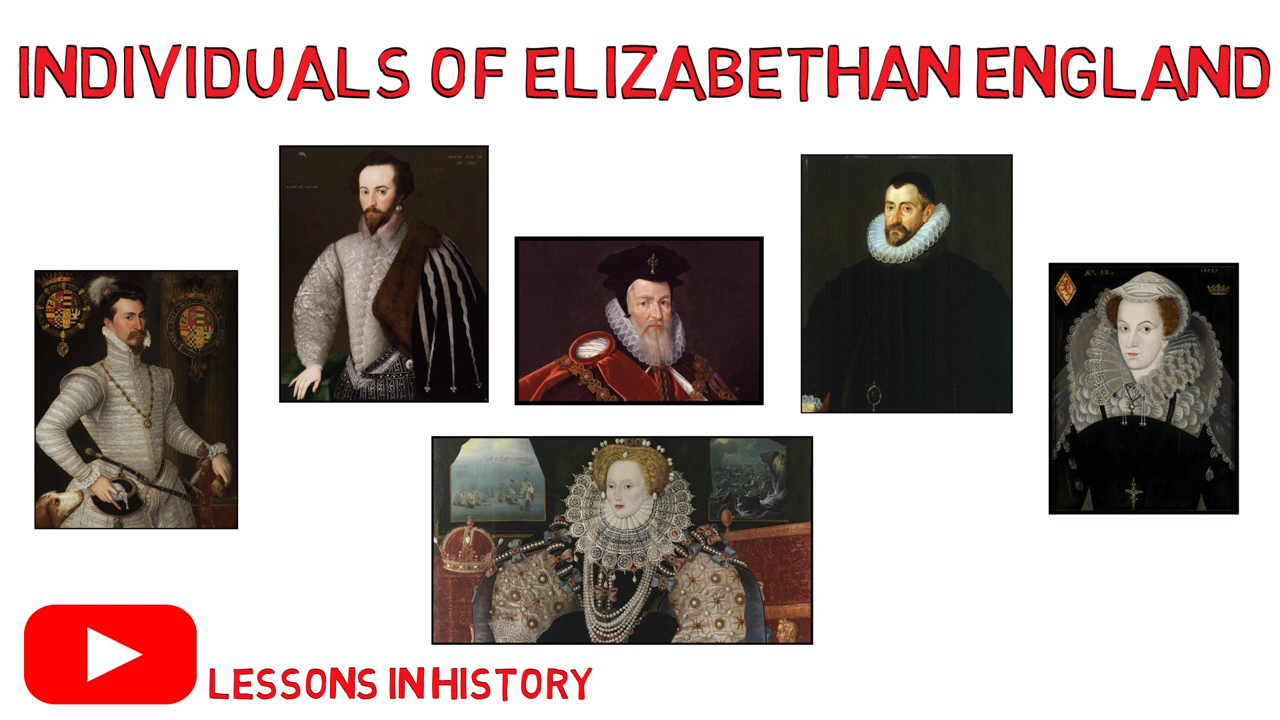 INDIVIDUALS OF ELIZABETHAN ENGLAND
LESSONS IN HISTORY